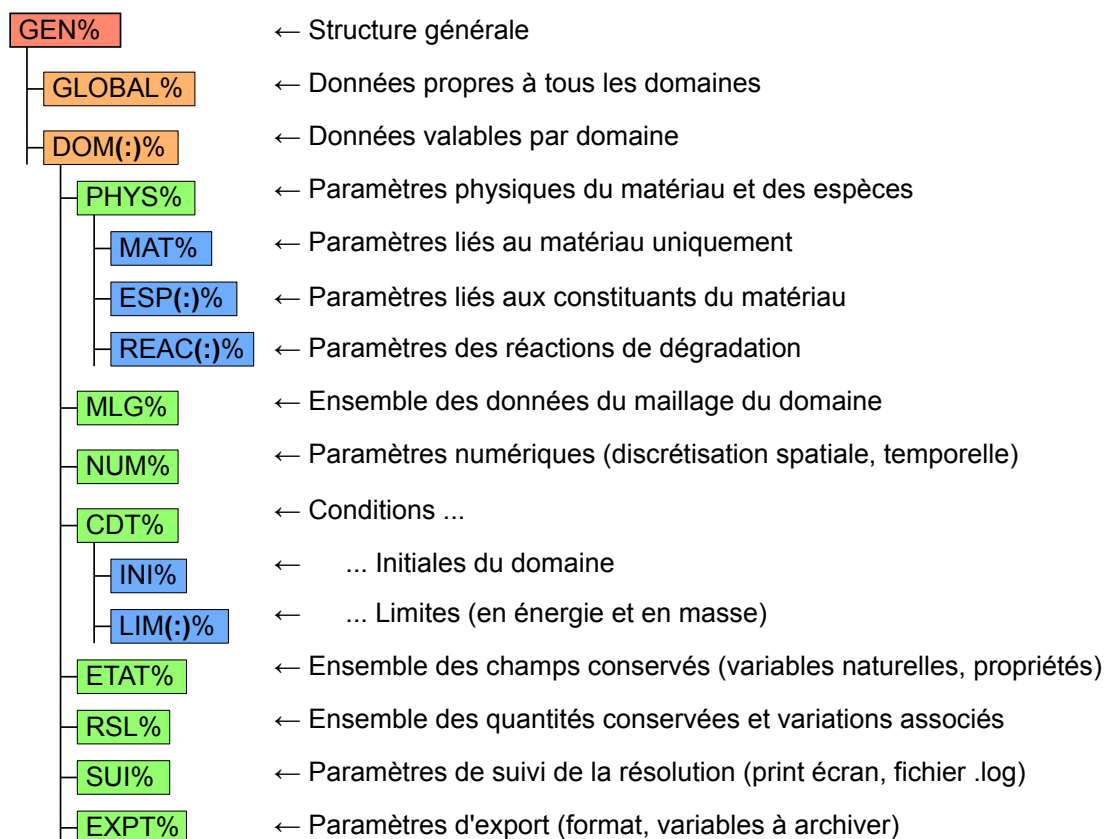 GEN% ← Structure générale
GLOBAL% ← Données propres à tous les domaines
DOM(:)% ← Données valables par domaine
PHYS% ← Paramètres physiques du matériau et des espèces
MAT% ← Paramètres liés au matériau uniquement
ESP(:)% ← Paramètres liés aux constituants du matériau
REAC(:)% ← Paramètres des réactions de dégradation
MLG% ← Ensemble des données du maillage du domaine
NUM% ← Paramètres numériques (discrétisation spatiale, temporelle)
CDT% ← Conditions ...
INI% ← ... Initiales du domaine
LIM(:)% ← ... Limites (en énergie et en masse)
ETAT% ← Ensemble des champs conservés (variables naturelles, propriétés)
RSL% ← Ensemble des quantités conservées et variations associés
SUI% ← Paramètres de suivi de la résolution (print écran, fichier .log)
EXPT% ← Paramètres d'export (format, variables à archiver)